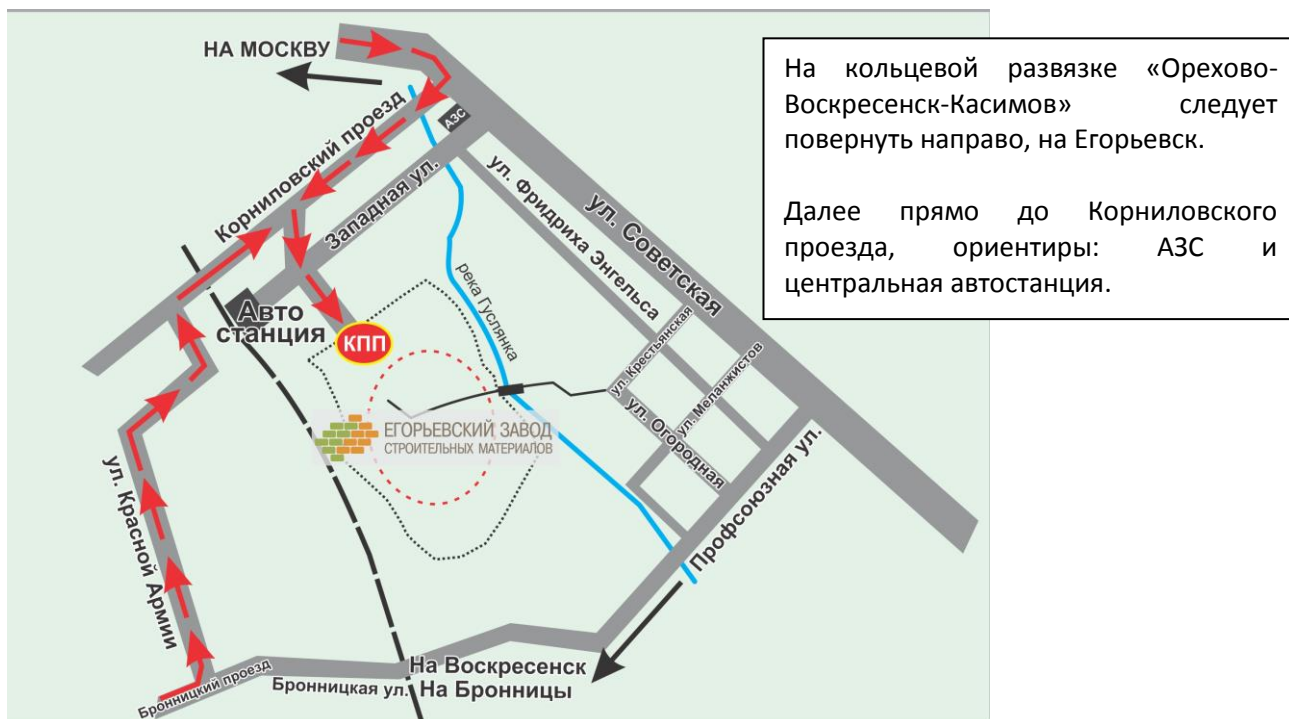 НА МОСКВУ
Корниловский проезд
АЗС
Западная ул.
ул. Фридриха Энгельса
ул. Советская
река Гуслянка
Авто
станция
КПП
ул. Крестьянская
ул. Меланжистов
ул. Огородная
ЕГОРЬЕВСКИЙ ЗАВОД
СТРОИТЕЛЬНЫХ МАТЕРИАЛОВ
Профсоюзная ул.
ул. Красной Армии
Бронницкий проезд
Бронницкая ул.
На Воскресенск
На Бронницы
На кольцевой развязке «Орехово-
Воскресенск-Касимов» следует
повернуть направо, на Егорьевск.
Далее прямо до Корниловского
проезда, ориентиры: АЗС и
центральная автостанция.